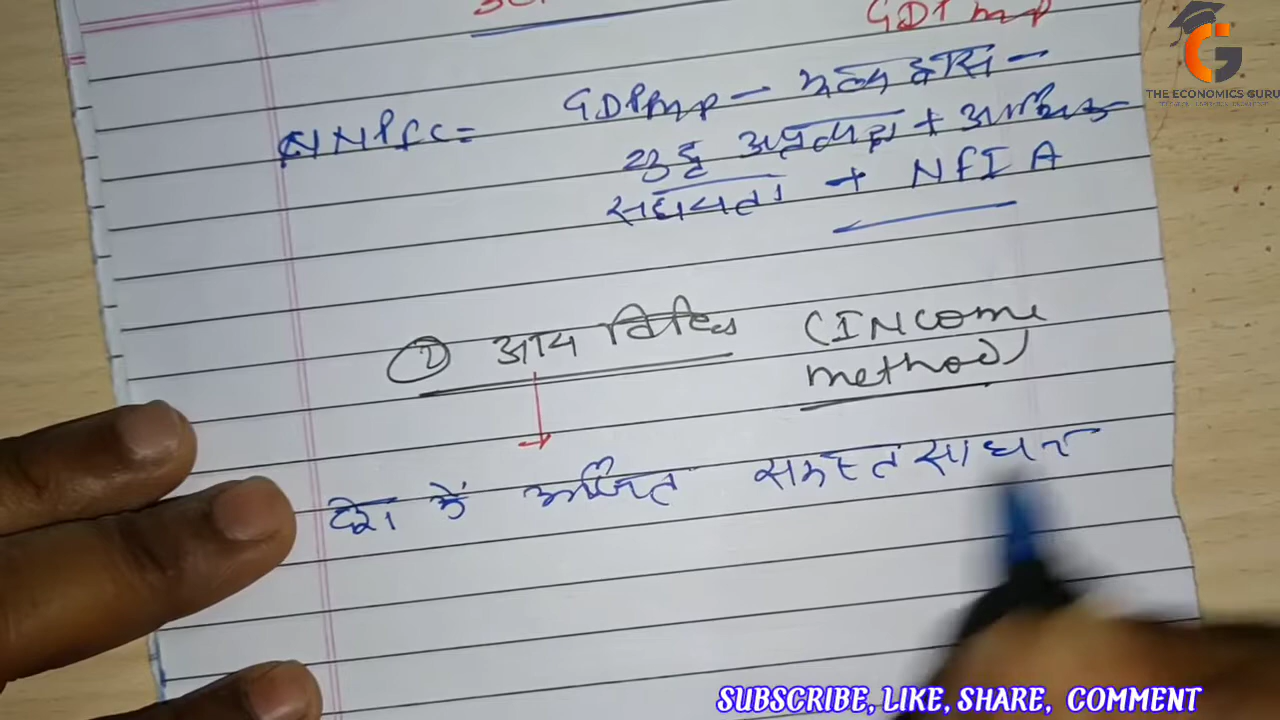 GDPmp
THE ECONOMICS GURU
NNPfc = GDPmp - मूल्य ह्रास -
शुद्ध अप्रत्यक्ष + आर्थिक
सहायता + NFIA
② आय विधि (INCome
method)
देश में अर्जित समस्त साधन
SUBSCRIBE, LIKE, SHARE, COMMENT